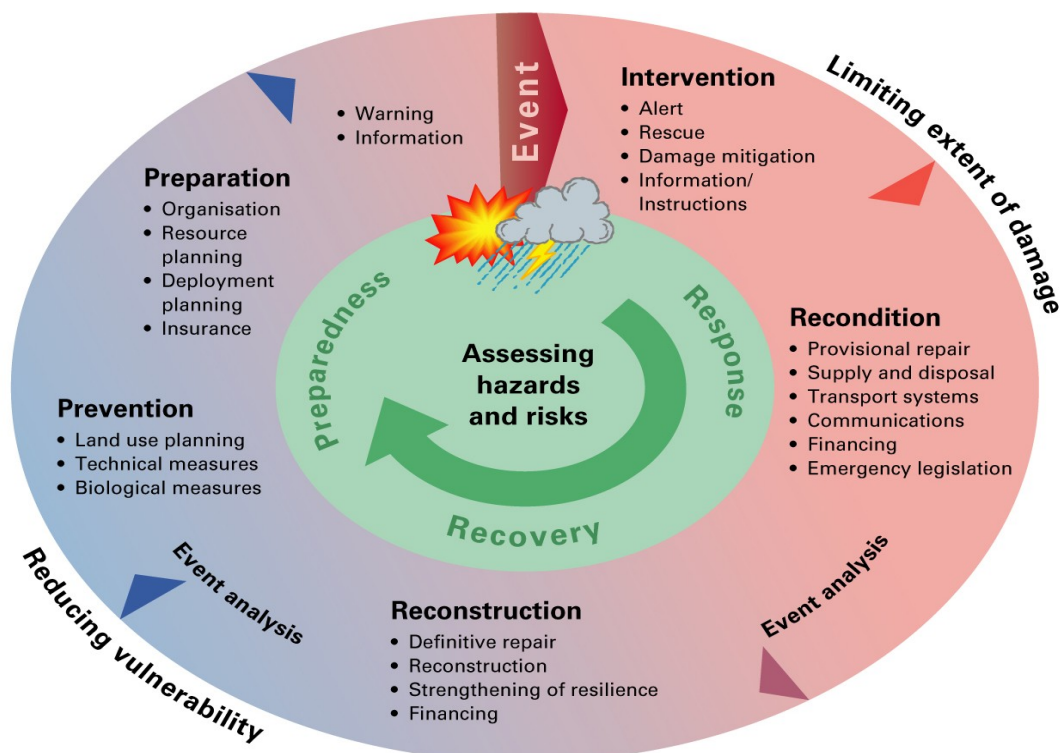 Event
Intervention
• Alert
• Rescue
• Damage mitigation
• Information/
Instructions
Limiting extent of damage
Recondition
• Provisional repair
• Supply and disposal
• Transport systems
• Communications
• Financing
• Emergency legislation
Event analysis
Reconstruction
• Definitive repair
• Reconstruction
• Strengthening of resilience
• Financing
Event analysis
Reducing vulnerability
Prevention
• Land use planning
• Technical measures
• Biological measures
Preparation
• Organisation
• Resource
planning
• Deployment
planning
• Insurance
• Warning
• Information
Response
Recovery
Preparedness
Assessing
hazards
and risks